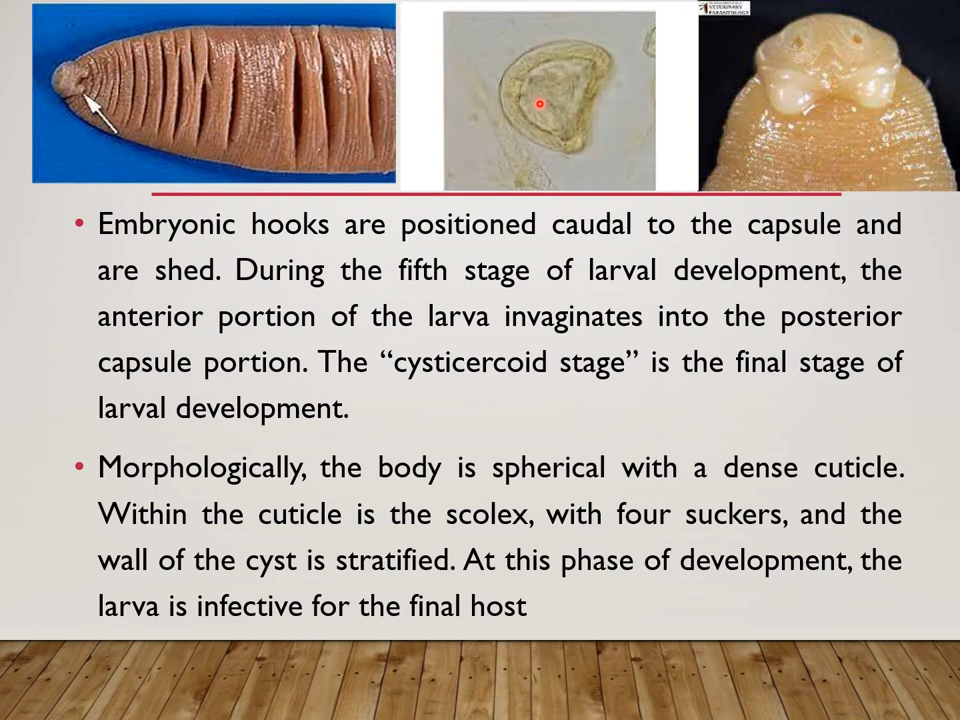 VETERINARY
PARASITOLOGY
• Embryonic hooks are positioned caudal to the capsule and
are shed. During the fifth stage of larval development, the
anterior portion of the larva invaginates into the posterior
capsule portion. The “cysticercoid stage” is the final stage of
larval development.
• Morphologically, the body is spherical with a dense cuticle.
Within the cuticle is the scolex, with four suckers, and the
wall of the cyst is stratified. At this phase of development, the
larva is infective for the final host